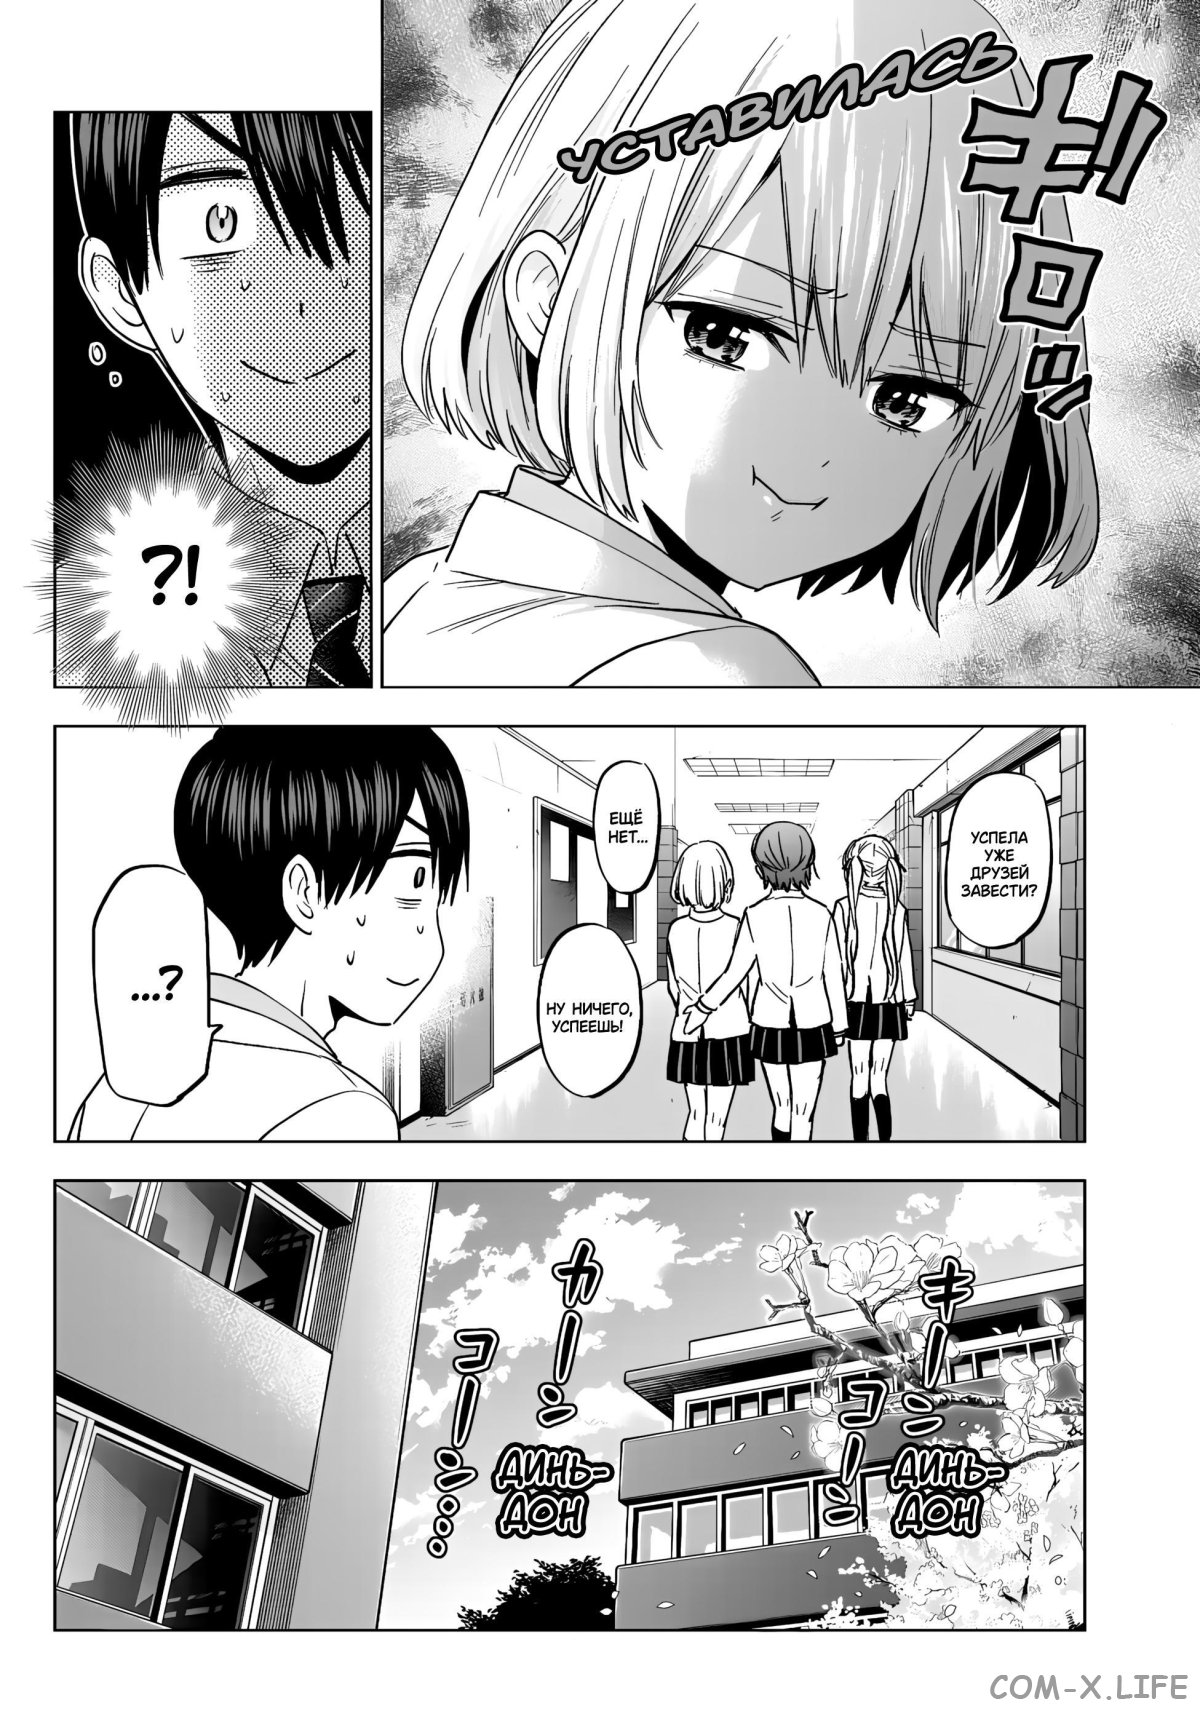 ギロッ
УСТАВИЛАСЬ
?!
УСПЕЛА
УЖЕ
ДРУЗЕЙ
ЗАВЕСТИ?
ЕЩЁ
НЕТ...
НУ НИЧЕГО,
УСПЕЕШЬ!
...?
キーン
コーン
ДИНЬ-
ДОН
カーン
コーン...
ДИНЬ-
ДОН
COM-X.LIFE